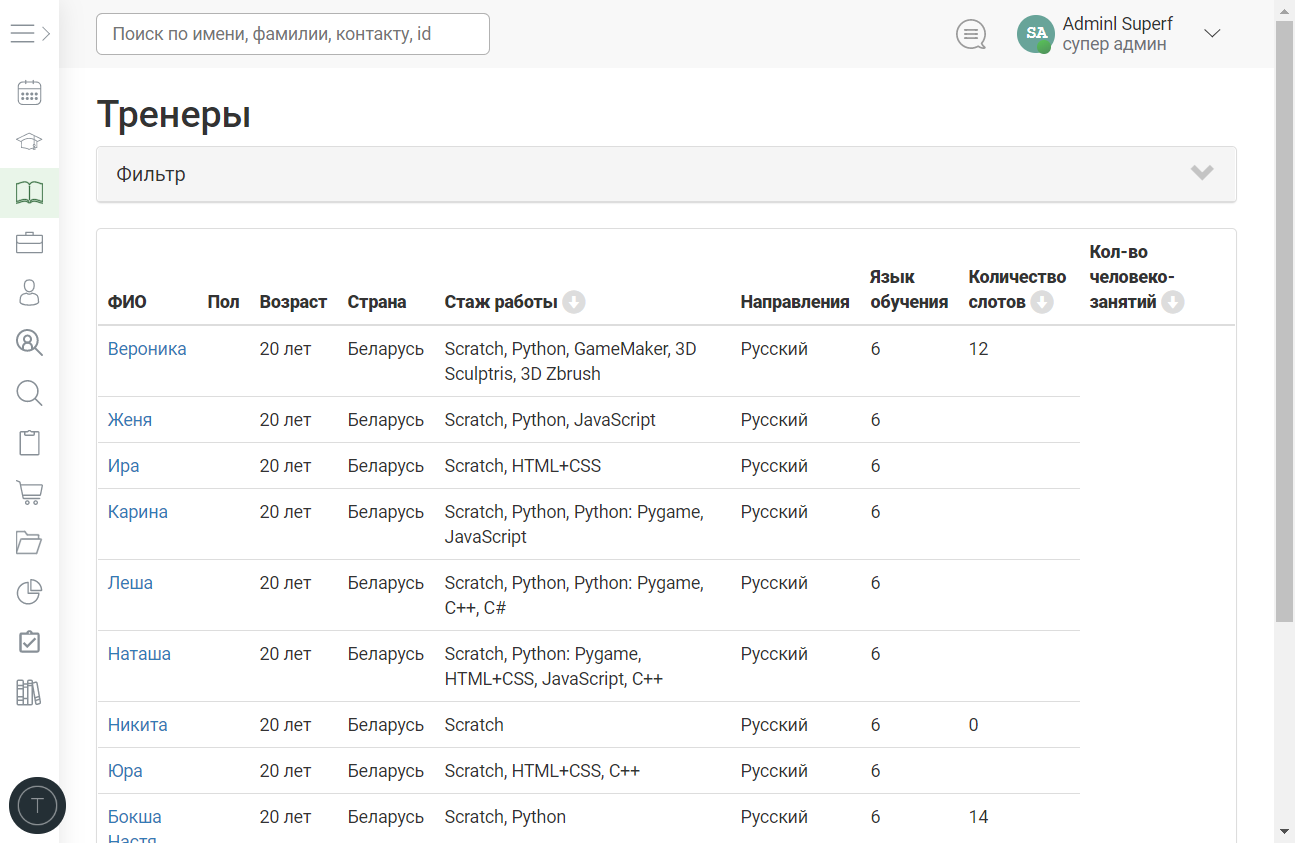 Поиск по имени, фамилии, контакту, id
SA
Adminl Superf
супер админ
Тренеры
Фильтр
ФИО Пол Возраст Страна Стаж работы Направления Язык обучения Количество слотов Кол-во человеко-занятий
Вероника 20 лет Беларусь Scratch, Python, GameMaker, 3D Русский 6 12
Sculptris, 3D Zbrush
Женя 20 лет Беларусь Scratch, Python, JavaScript Русский 6
Ира 20 лет Беларусь Scratch, HTML+CSS Русский 6
Карина 20 лет Беларусь Scratch, Python, Python: Pygame, Русский 6
JavaScript
Леша 20 лет Беларусь Scratch, Python, Python: Pygame, Русский 6
C++, C#
Наташа 20 лет Беларусь Scratch, Python: Pygame, Русский 6
HTML+CSS, JavaScript, C++
Никита 20 лет Беларусь Scratch Русский 6 0
Юра 20 лет Беларусь Scratch, HTML+CSS, C++ Русский 6
Бокша 20 лет Беларусь Scratch, Python Русский 6 14
Настя
T